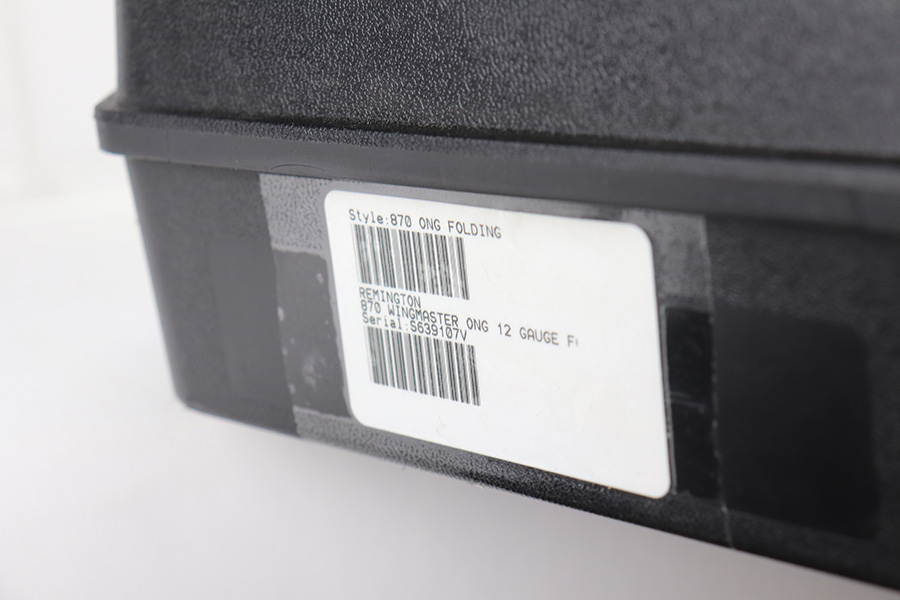 Style:870 ONG FOLDING
REMINGTON
870 WINGMASTER ONG 12 GAUGE
Serial:S639107V